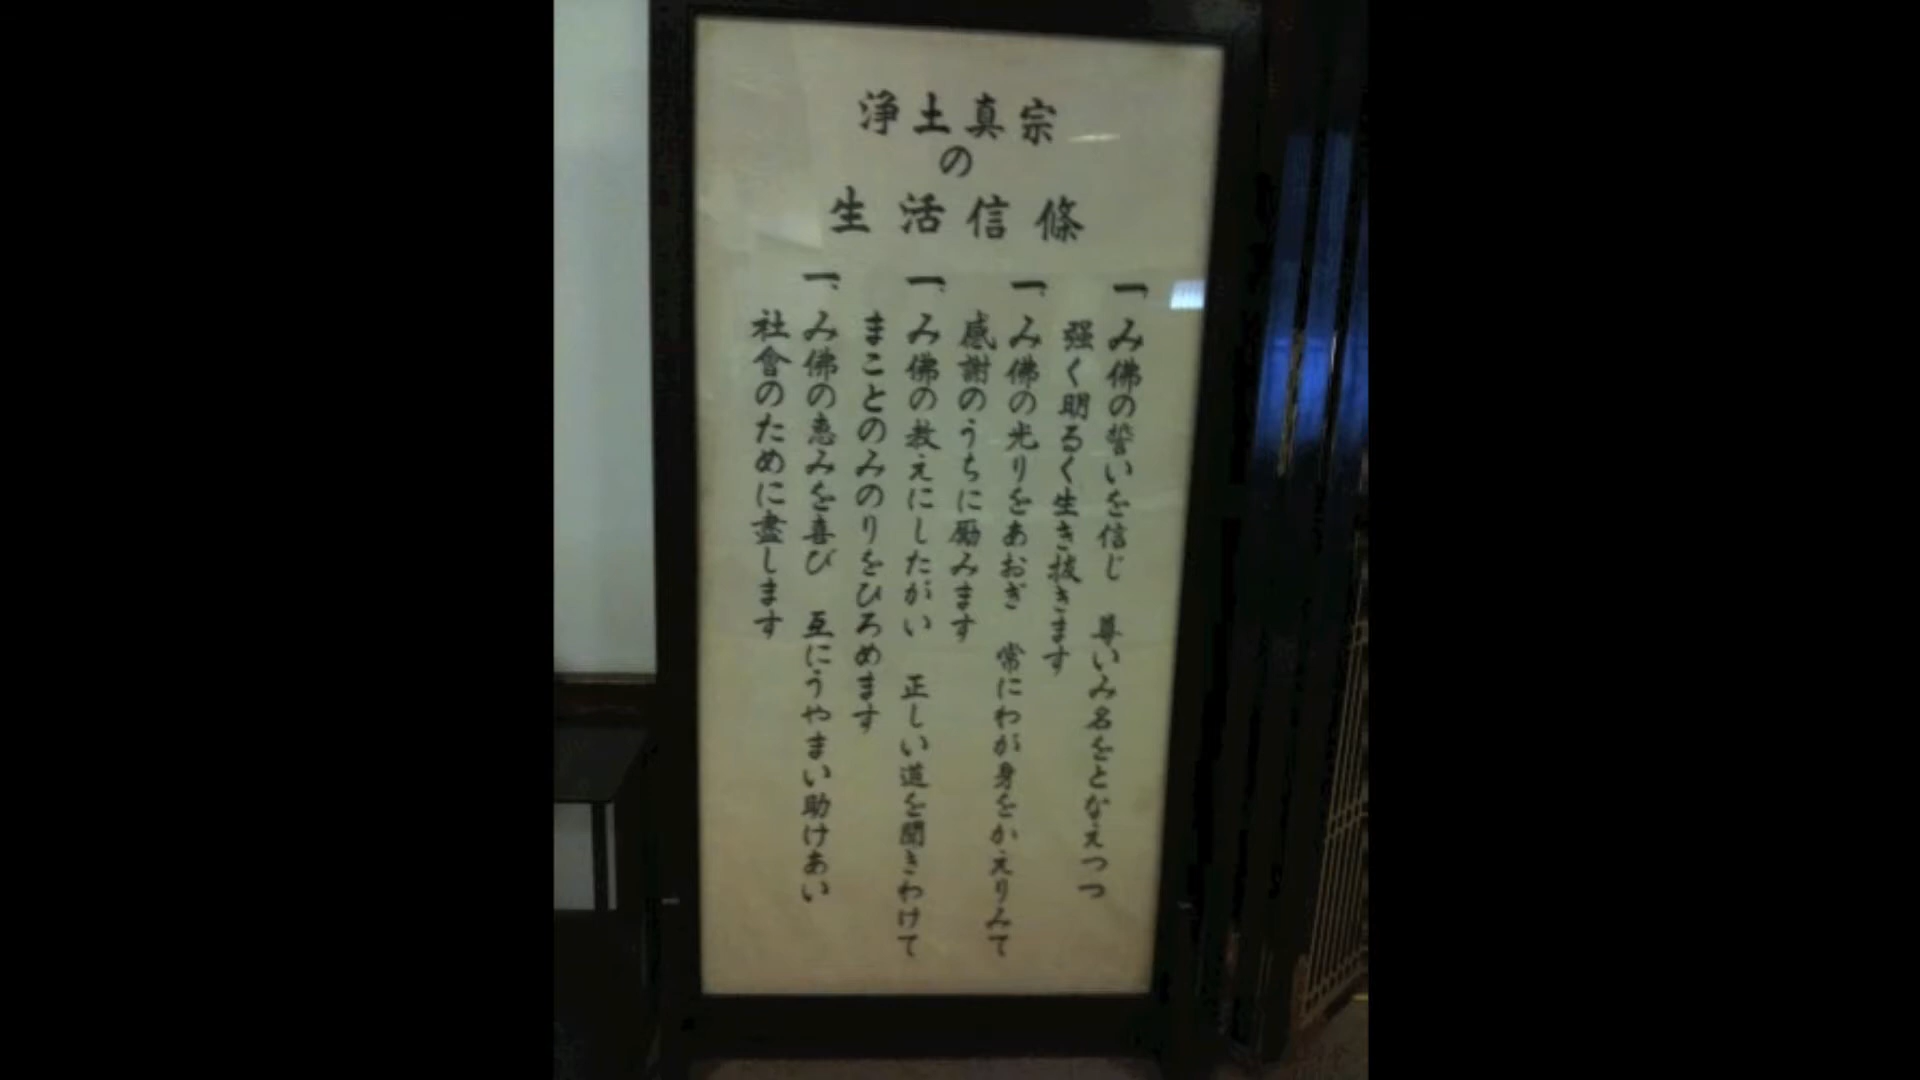 浄土真宗
の
生活信條
一、み佛の誓いを信じ　尊いみ名をとなえつつ
強く明るく生き抜きます
一、み佛の光りをあおぎ　常にわが身をかえりみて
感謝のうちに励みます
一、み佛の教えにしたがい　正しい道を聞きわけて
まことのみのりをひろめます
一、み佛の恵みを喜び　互にうやまい助けあい
社會のために盡します